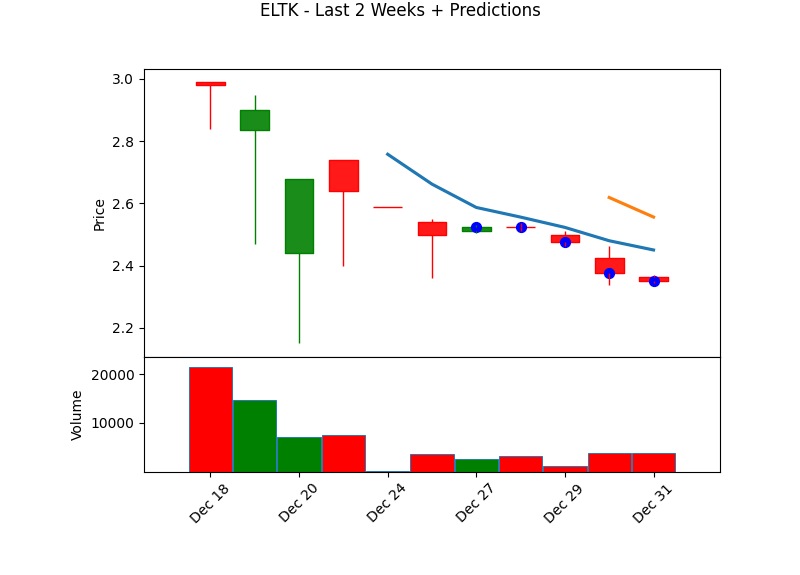 ELTK - Last 2 Weeks + Predictions
3.0
2.8
2.6
2.4
2.2
Price
20000
10000
Volume
Dec 18
Dec 20
Dec 24
Dec 27
Dec 29
Dec 31